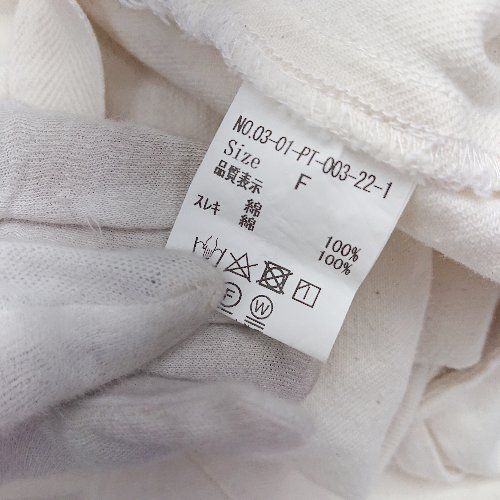 NO.03-01-PT-003-22-1
Size F
品質表示
綿 100%
スレキ 綿 100%
F W